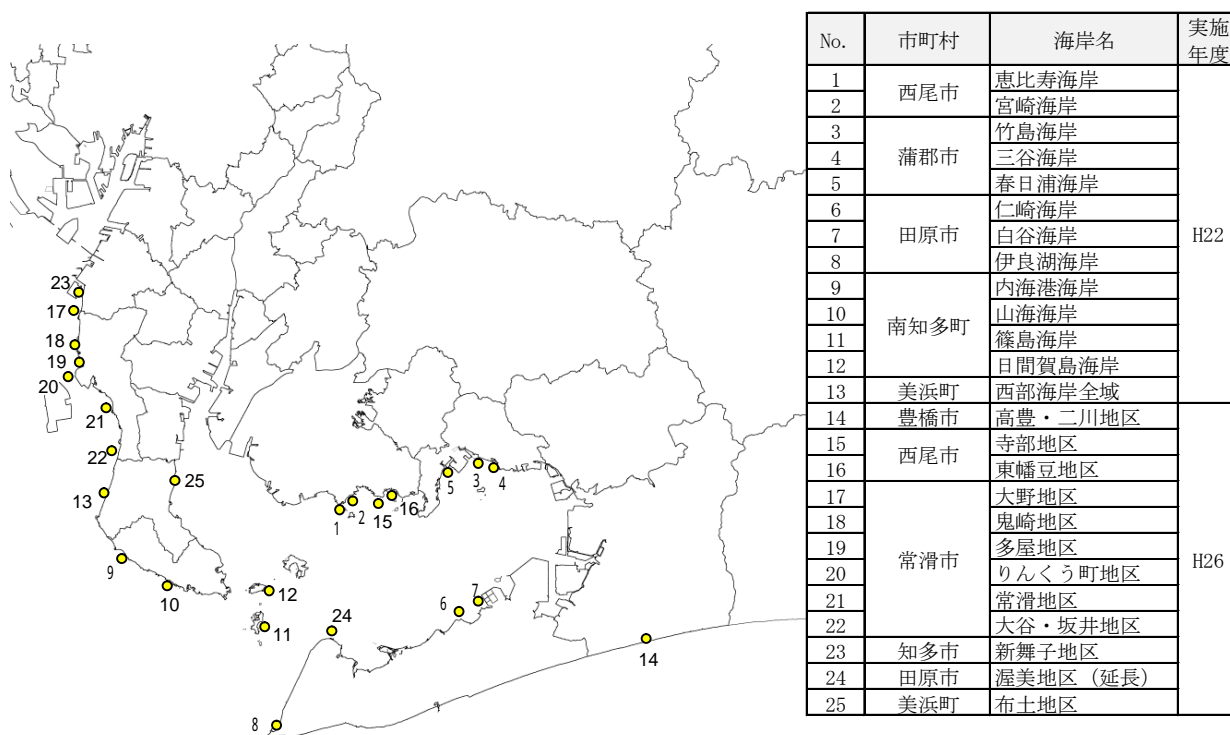 No. 市町村 海岸名 実施年度
1 西尾市 恵比寿海岸 H22
2 宮崎海岸
3 蒲郡市 竹島海岸
4 三谷海岸
5 春日浦海岸
6 田原市 仁崎海岸
7 白谷海岸
8 伊良湖海岸
9 南知多町 内海港海岸
10 山海海岸
11 篠島海岸
12 日間賀島海岸
13 美浜町 西部海岸全域
14 豊橋市 高豊・二川地区 H26
15 西尾市 寺部地区
16 東幡豆地区
17 常滑市 大野地区
18 鬼崎地区
19 多屋地区
20 りんくう町地区
21 常滑地区
22 大谷・坂井地区
23 知多市 新舞子地区
24 田原市 渥美地区（延長）
25 美浜町 布土地区
23
17
18
19
20
21
22
25
13
9
10
12
11
24
8
1
2
15
16
5
3
4
6
7
14